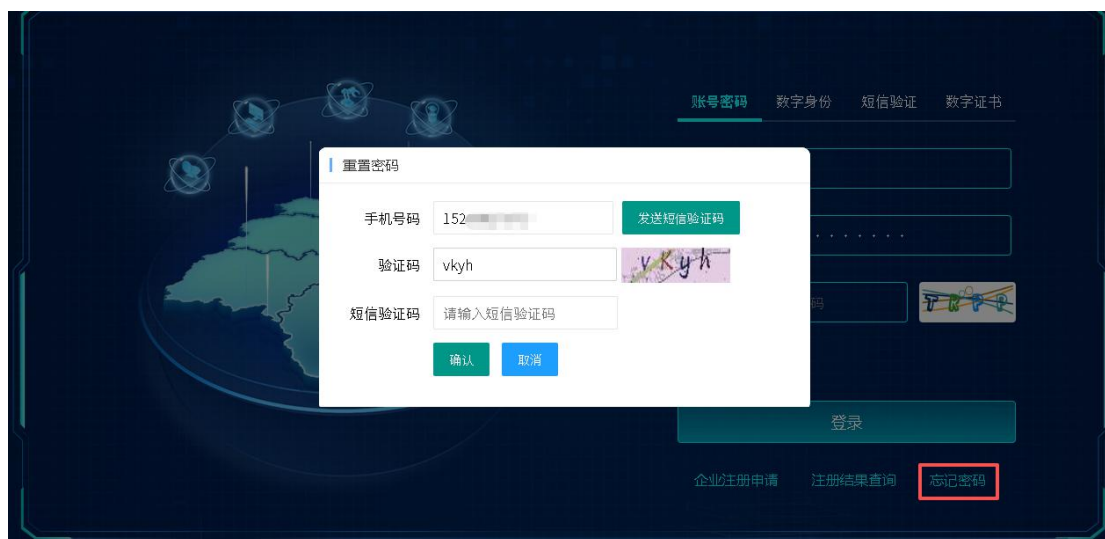 账号密码 数字身份 短信验证 数字证书
重置密码
手机号码 152 发送短信验证码
验证码 vkyh vKyh
短信验证码 请输入短信验证码
码
确认 取消
登录
企业注册申请 注册结果查询 忘记密码